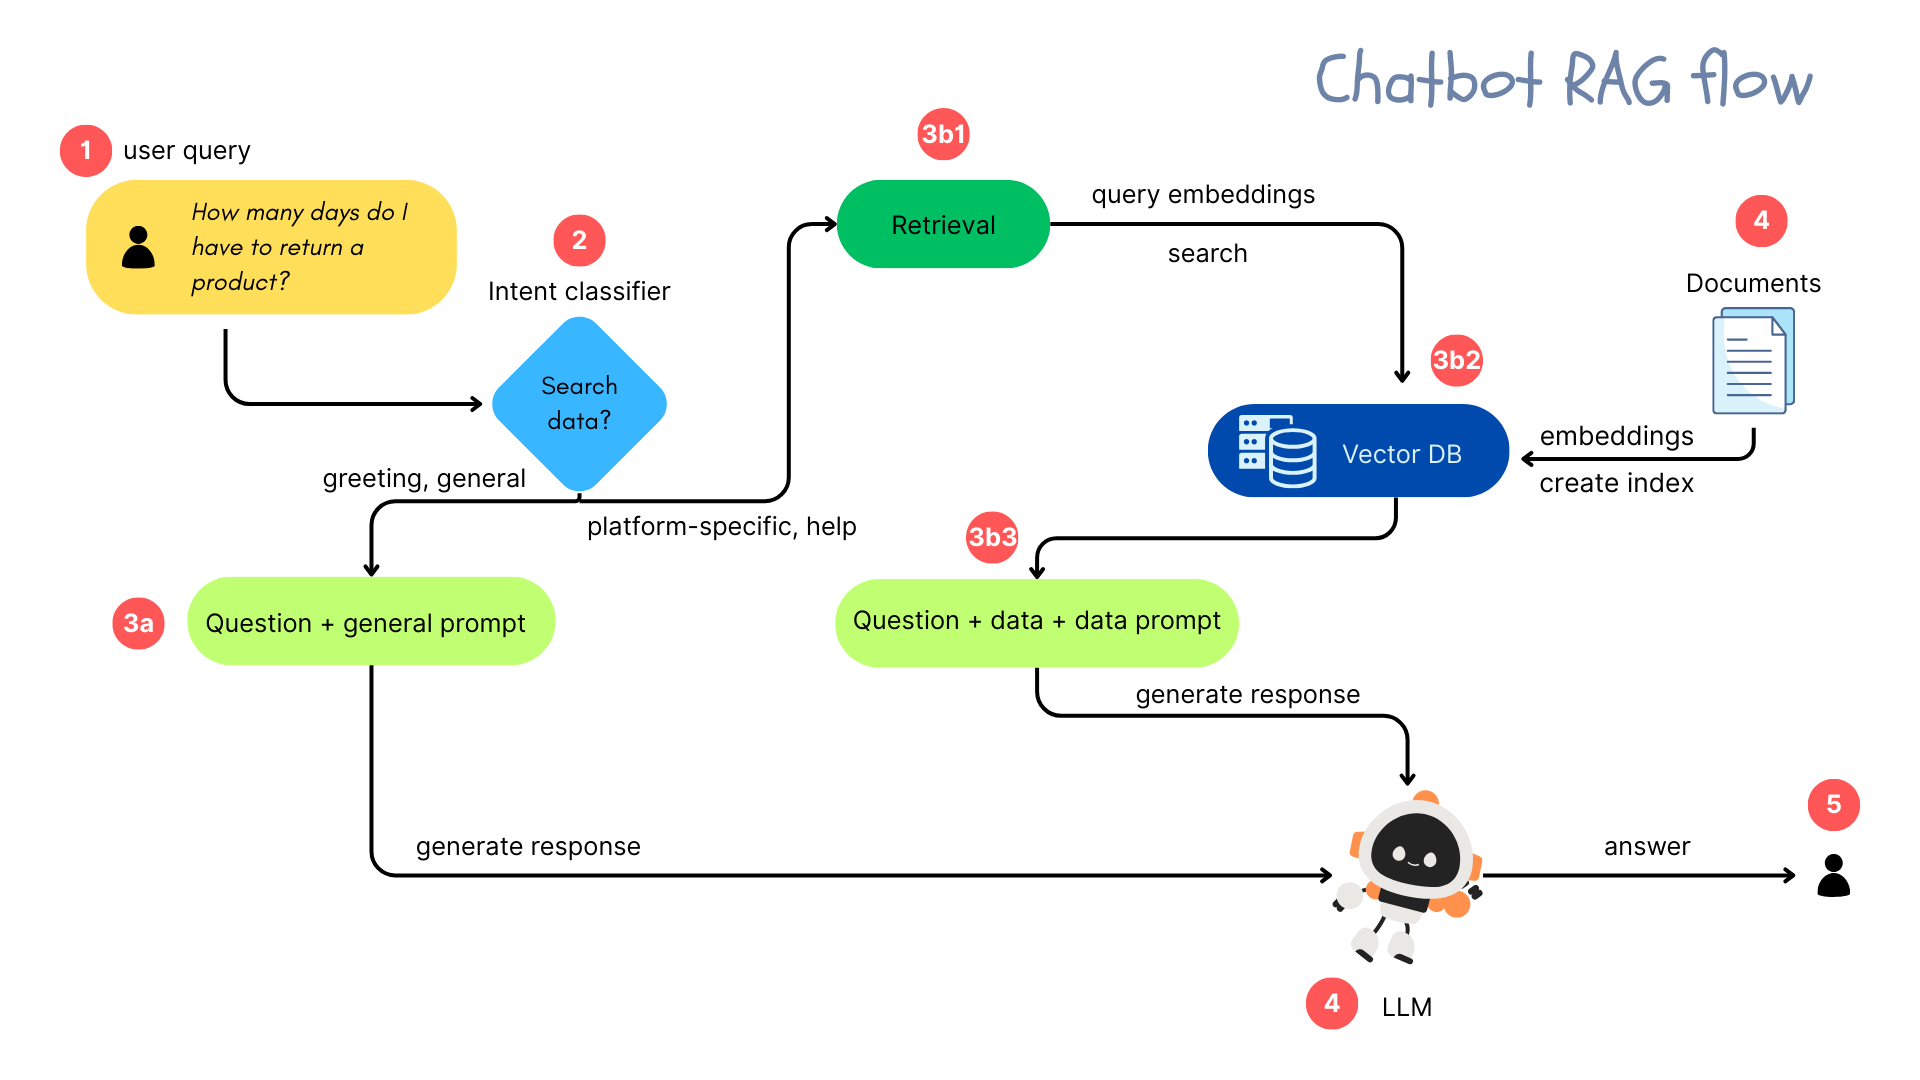 Chatbot RAG flow
1
user query
How many days do I
have to return a
product?
2
Intent classifier
Search
data?
greeting, general
platform-specific, help
3b1
Retrieval
query embeddings
search
4
Documents
3b2
Vector DB
embeddings
create index
3a
Question + general prompt
3b3
Question + data + data prompt
generate response
generate response
4
LLM
answer
5